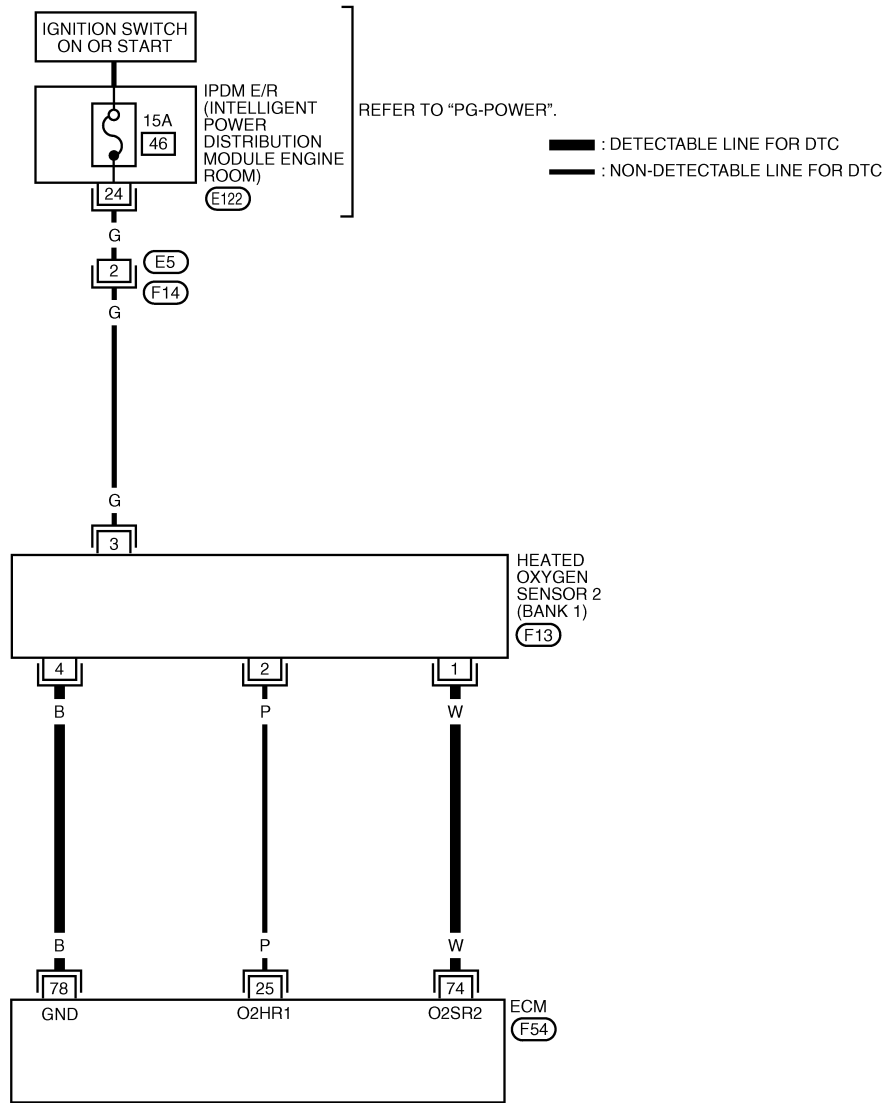 IGNITION SWITCH
ON OR START
IPDM E/R
(INTELLIGENT
POWER
DISTRIBUTION
MODULE ENGINE
ROOM)
E122
15A
46
REFER TO “PG-POWER”.
: DETECTABLE LINE FOR DTC
: NON-DETECTABLE LINE FOR DTC
24
G
2
E5
F14
G
G
3
HEATED
OXYGEN
SENSOR 2
(BANK 1)
F13
4 2 1
B P W
B P W
78 25 74
GND O2HR1 O2SR2
ECM
F54